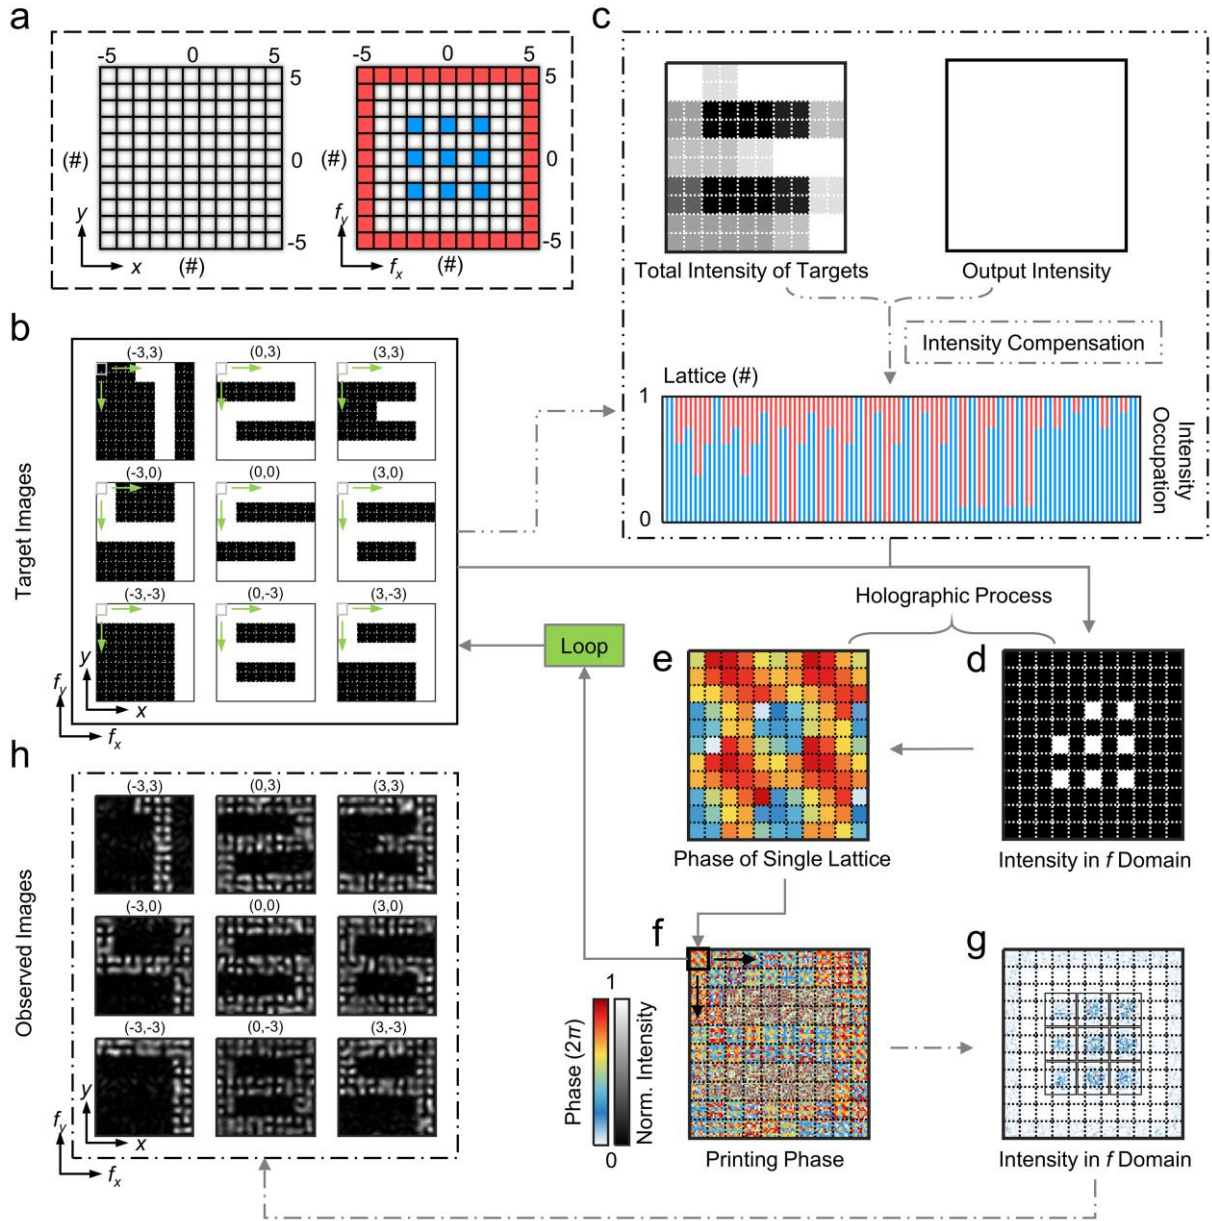 a
-5 0 5
5
(#)
0
-5
y
x
(#)
-5 0 5
5
(#)
0
-5
fy
fx
(#)
c
Total Intensity of Targets
Output Intensity
Intensity Compensation
Lattice (#)
1
0
Intensity
Occupation
b
Target Images
(-3,3) (0,3) (3,3)
(-3,0) (0,0) (3,0)
(-3,-3) (0,-3) (3,-3)
y
x
fy
fx
Loop
Holographic Process
e
Phase of Single Lattice
d
Intensity in f Domain
f
1
0
Phase (2π)
Norm. Intensity
Printing Phase
g
Intensity in f Domain
h
Observed Images
(-3,3) (0,3) (3,3)
(-3,0) (0,0) (3,0)
(-3,-3) (0,-3) (3,-3)
y
x
fy
fx